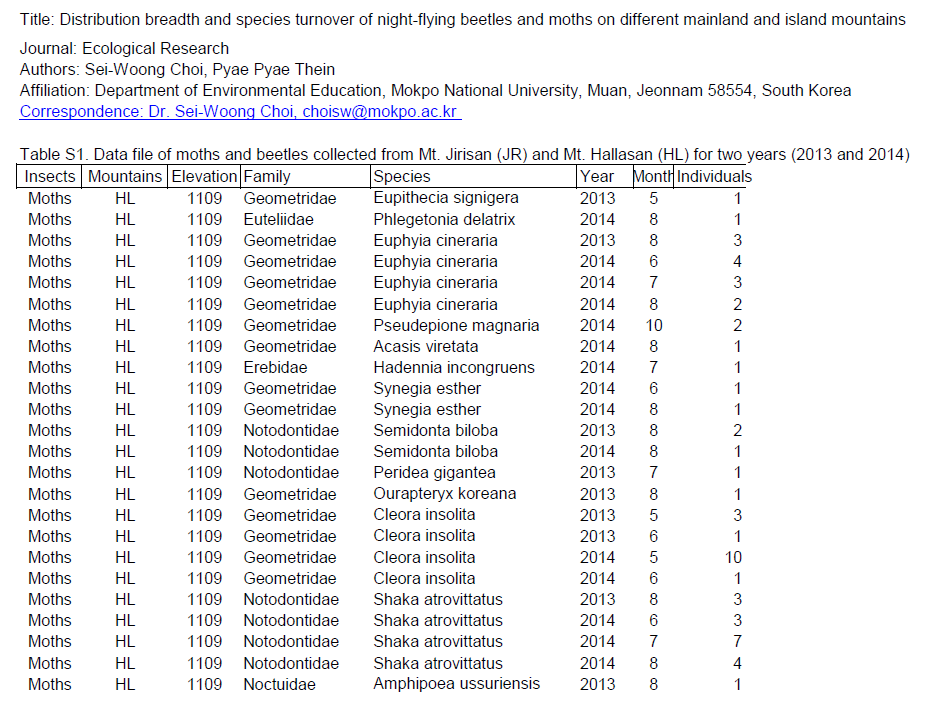 Title: Distribution breadth and species turnover of night-flying beetles and moths on different mainland and island mountains
Journal: Ecological Research
Authors: Sei-Woong Choi, Pyae Pyae Thein
Affiliation: Department of Environmental Education, Mokpo National University, Muan, Jeonnam 58554, South Korea
Correspondence: Dr. Sei-Woong Choi, choisw@mokpo.ac.kr
Table S1. Data file of moths and beetles collected from Mt. Jirisan (JR) and Mt. Hallasan (HL) for two years (2013 and 2014)
Insects Mountains Elevation Family Species Year Month Individuals
Moths HL 1109 Geometridae Eupithecia signigera 2013 5 1
Moths HL 1109 Euteliidae Phlegetonia delatrix 2014 8 1
Moths HL 1109 Geometridae Euphyia cineraria 2013 8 3
Moths HL 1109 Geometridae Euphyia cineraria 2014 6 4
Moths HL 1109 Geometridae Euphyia cineraria 2014 7 3
Moths HL 1109 Geometridae Euphyia cineraria 2014 8 2
Moths HL 1109 Geometridae Pseudepione magnaria 2014 10 2
Moths HL 1109 Geometridae Acasis viretata 2014 8 1
Moths HL 1109 Erebidae Hadennia incongruens 2014 7 1
Moths HL 1109 Geometridae Synegia esther 2014 6 1
Moths HL 1109 Geometridae Synegia esther 2014 8 1
Moths HL 1109 Notodontidae Semidonta biloba 2013 8 2
Moths HL 1109 Notodontidae Semidonta biloba 2014 8 1
Moths HL 1109 Notodontidae Peridea gigantea 2013 7 1
Moths HL 1109 Geometridae Ourapteryx koreana 2013 8 1
Moths HL 1109 Geometridae Cleora insolita 2013 5 3
Moths HL 1109 Geometridae Cleora insolita 2013 6 1
Moths HL 1109 Geometridae Cleora insolita 2014 5 10
Moths HL 1109 Geometridae Cleora insolita 2014 6 1
Moths HL 1109 Notodontidae Shaka atrovittatus 2013 8 3
Moths HL 1109 Notodontidae Shaka atrovittatus 2014 6 3
Moths HL 1109 Notodontidae Shaka atrovittatus 2014 7 7
Moths HL 1109 Notodontidae Shaka atrovittatus 2014 8 4
Moths HL 1109 Noctuidae Amphipoea ussuriensis 2013 8 1